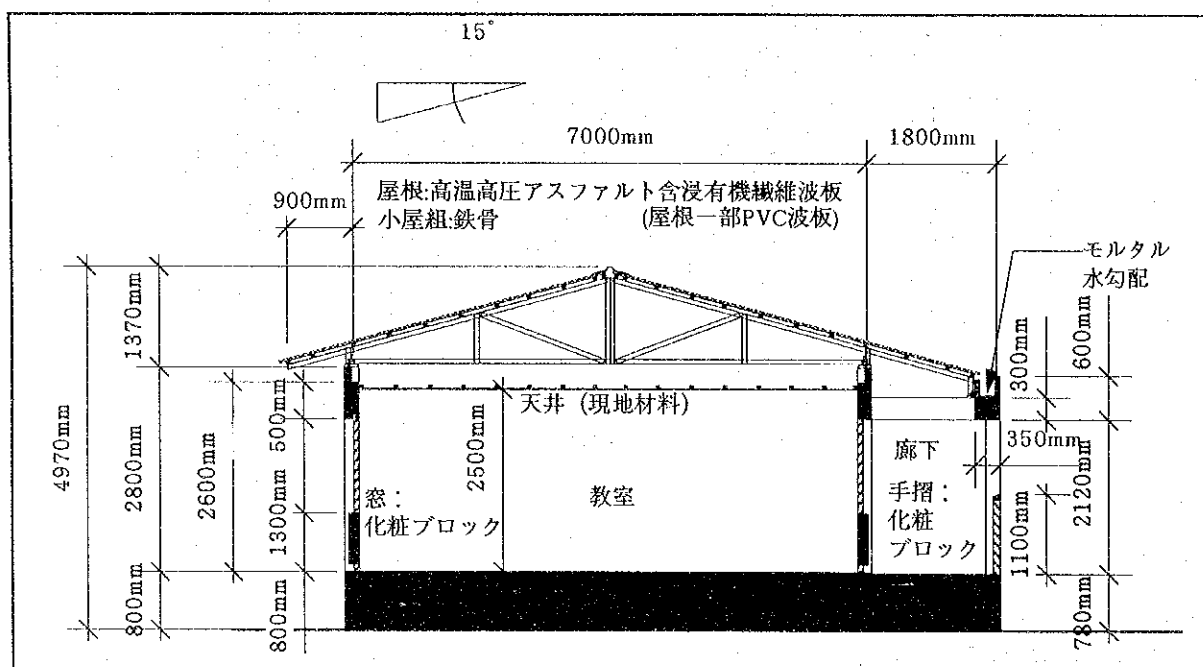 15°
7000mm
1800mm
900mm
屋根:高温高圧アスファルト含浸有機繊維波板
小屋組:鉄骨
(屋根一部PVC波板)
モルタル
水勾配
4970mm
1370mm
2800mm
800mm
2600mm
500mm
1300mm
800mm
2500mm
天井 (現地材料)
窓:
化粧ブロック
教室
廊下
手摺:
化粧
ブロック
300mm
600mm
350mm
1100mm
2120mm
780mm